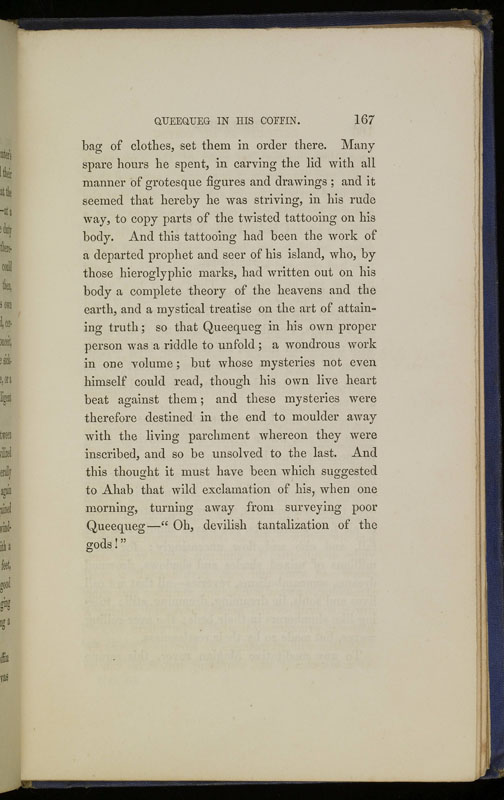 QUEEQUEG IN HIS COFFIN. 167
bag of clothes, set them in order there. Many
spare hours he spent, in carving the lid with all
manner of grotesque figures and drawings; and it
seemed that hereby he was striving, in his rude
way, to copy parts of the twisted tattooing on his
body. And this tattooing had been the work of
a departed prophet and seer of his island, who, by
those hieroglyphic marks, had written out on his
body a complete theory of the heavens and the
earth, and a mystical treatise on the art of attain-
ing truth; so that Queequeg in his own proper
person was a riddle to unfold; a wondrous work
in one volume; but whose mysteries not even
himself could read, though his own live heart
beat against them; and these mysteries were
therefore destined in the end to moulder away
with the living parchment whereon they were
inscribed, and so be unsolved to the last. And
this thought it must have been which suggested
to Ahab that wild exclamation of his, when one
morning, turning away from surveying poor
Queequeg—“Oh, devilish tantalization of the
gods!”